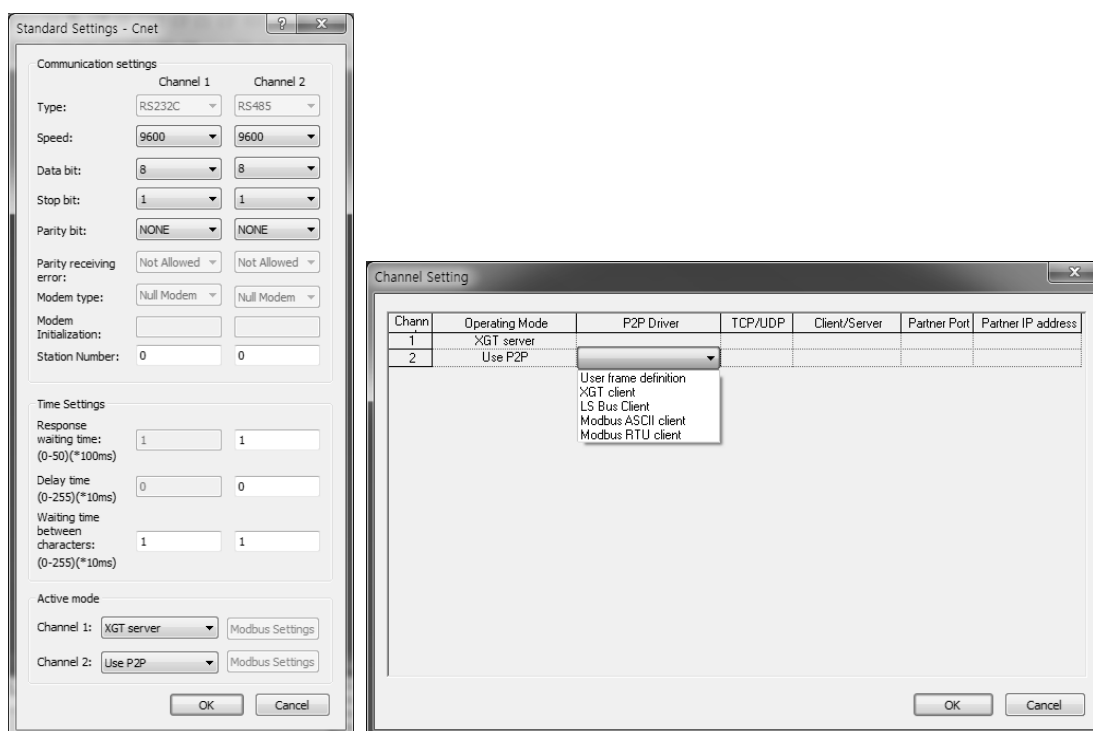 Standard Settings - Cnet
Communication settings
Channel 1 Channel 2
Type: RS232C RS485
Speed: 9600 9600
Data bit: 8 8
Stop bit: 1 1
Parity bit: NONE NONE
Parity receiving error: Not Allowed Not Allowed
Modem type: Null Modem Null Modem
Modem Initialization:
Station Number: 0 0
Time Settings
Response
waiting time: 1 1
(0-50)(*100ms)
Delay time 0 0
(0-255)(*10ms)
Waiting time
between
characters: 1 1
(0-255)(*10ms)
Active mode
Channel 1: XGT server Modbus Settings
Channel 2: Use P2P Modbus Settings
OK Cancel
Channel Setting
Chann Operating Mode P2P Driver TCP/UDP Client/Server Partner Port Partner IP address
1 XGT server
2 Use P2P
User frame definition
XGT client
LS Bus Client
Modbus ASCII client
Modbus RTU client
OK Cancel